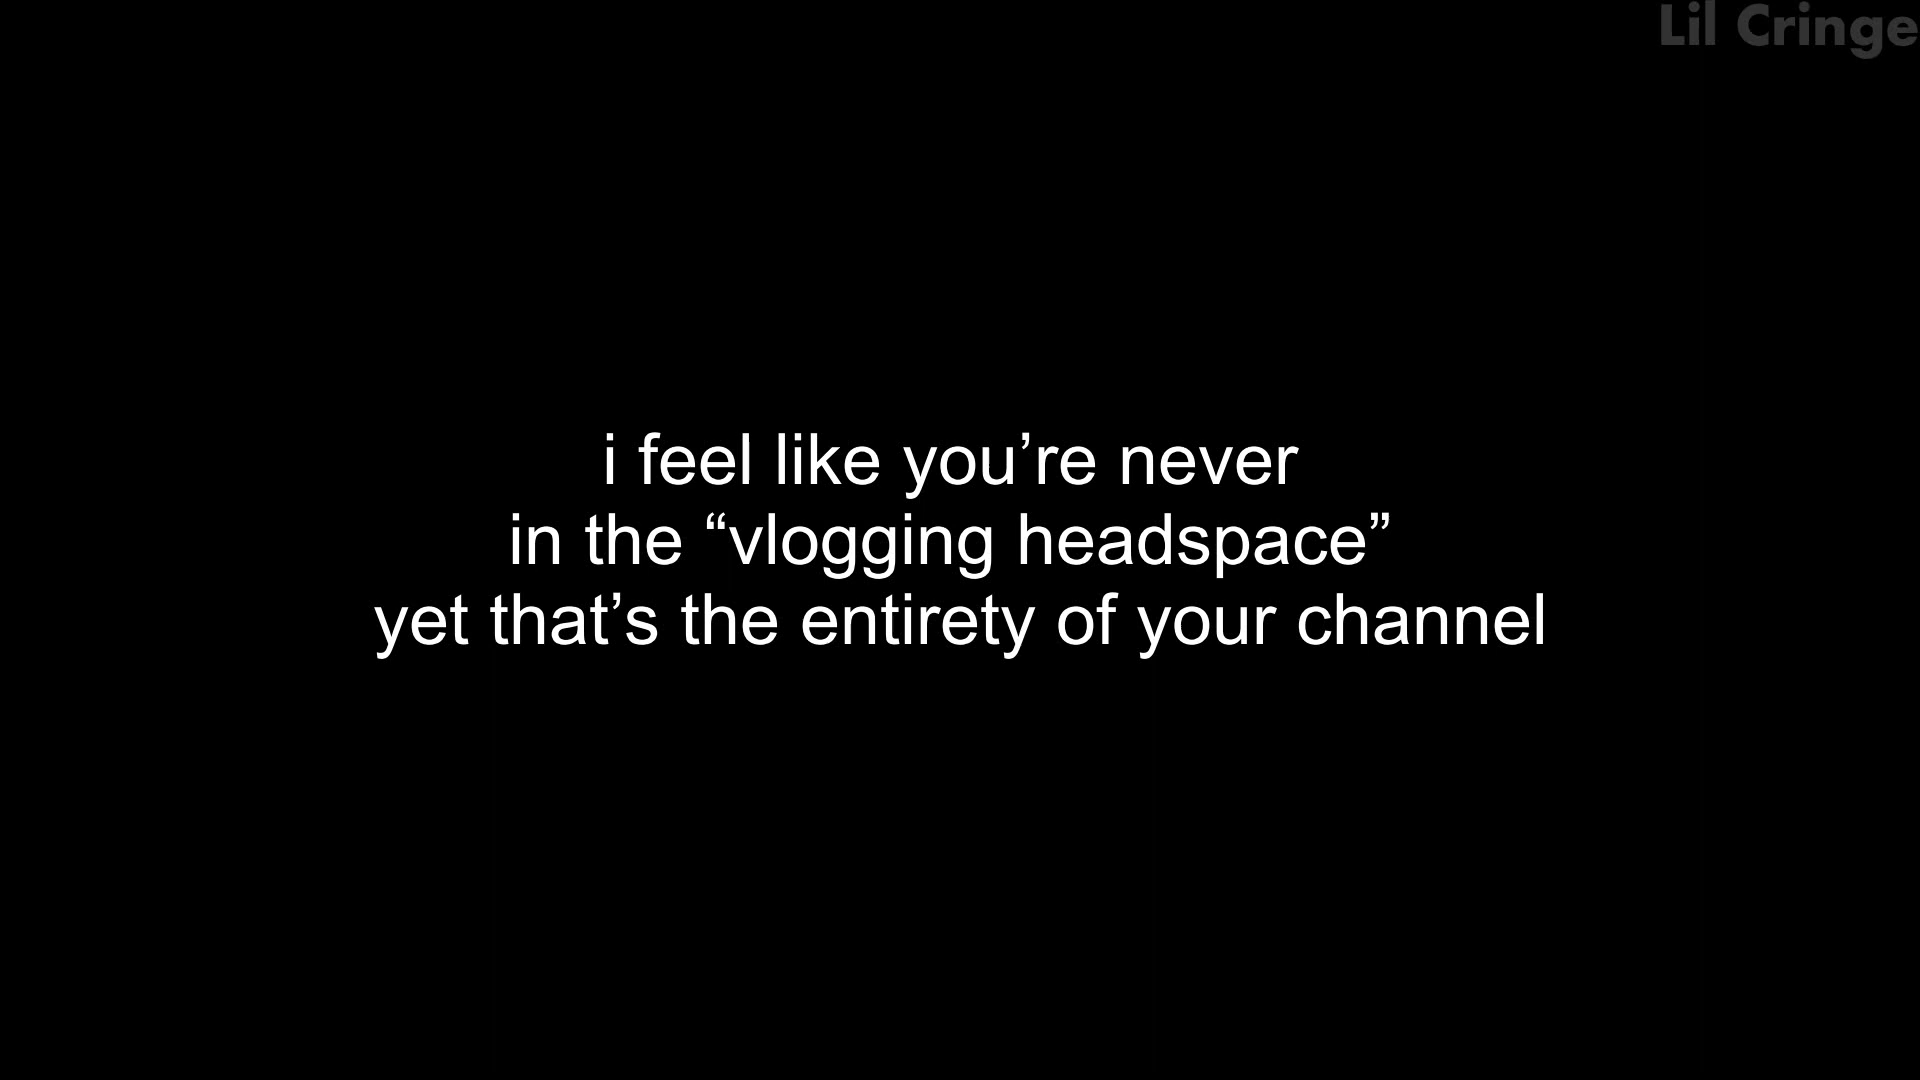 Lil Cringe
i feel like you’re never
in the “vlogging headspace”
yet that’s the entirety of your channel